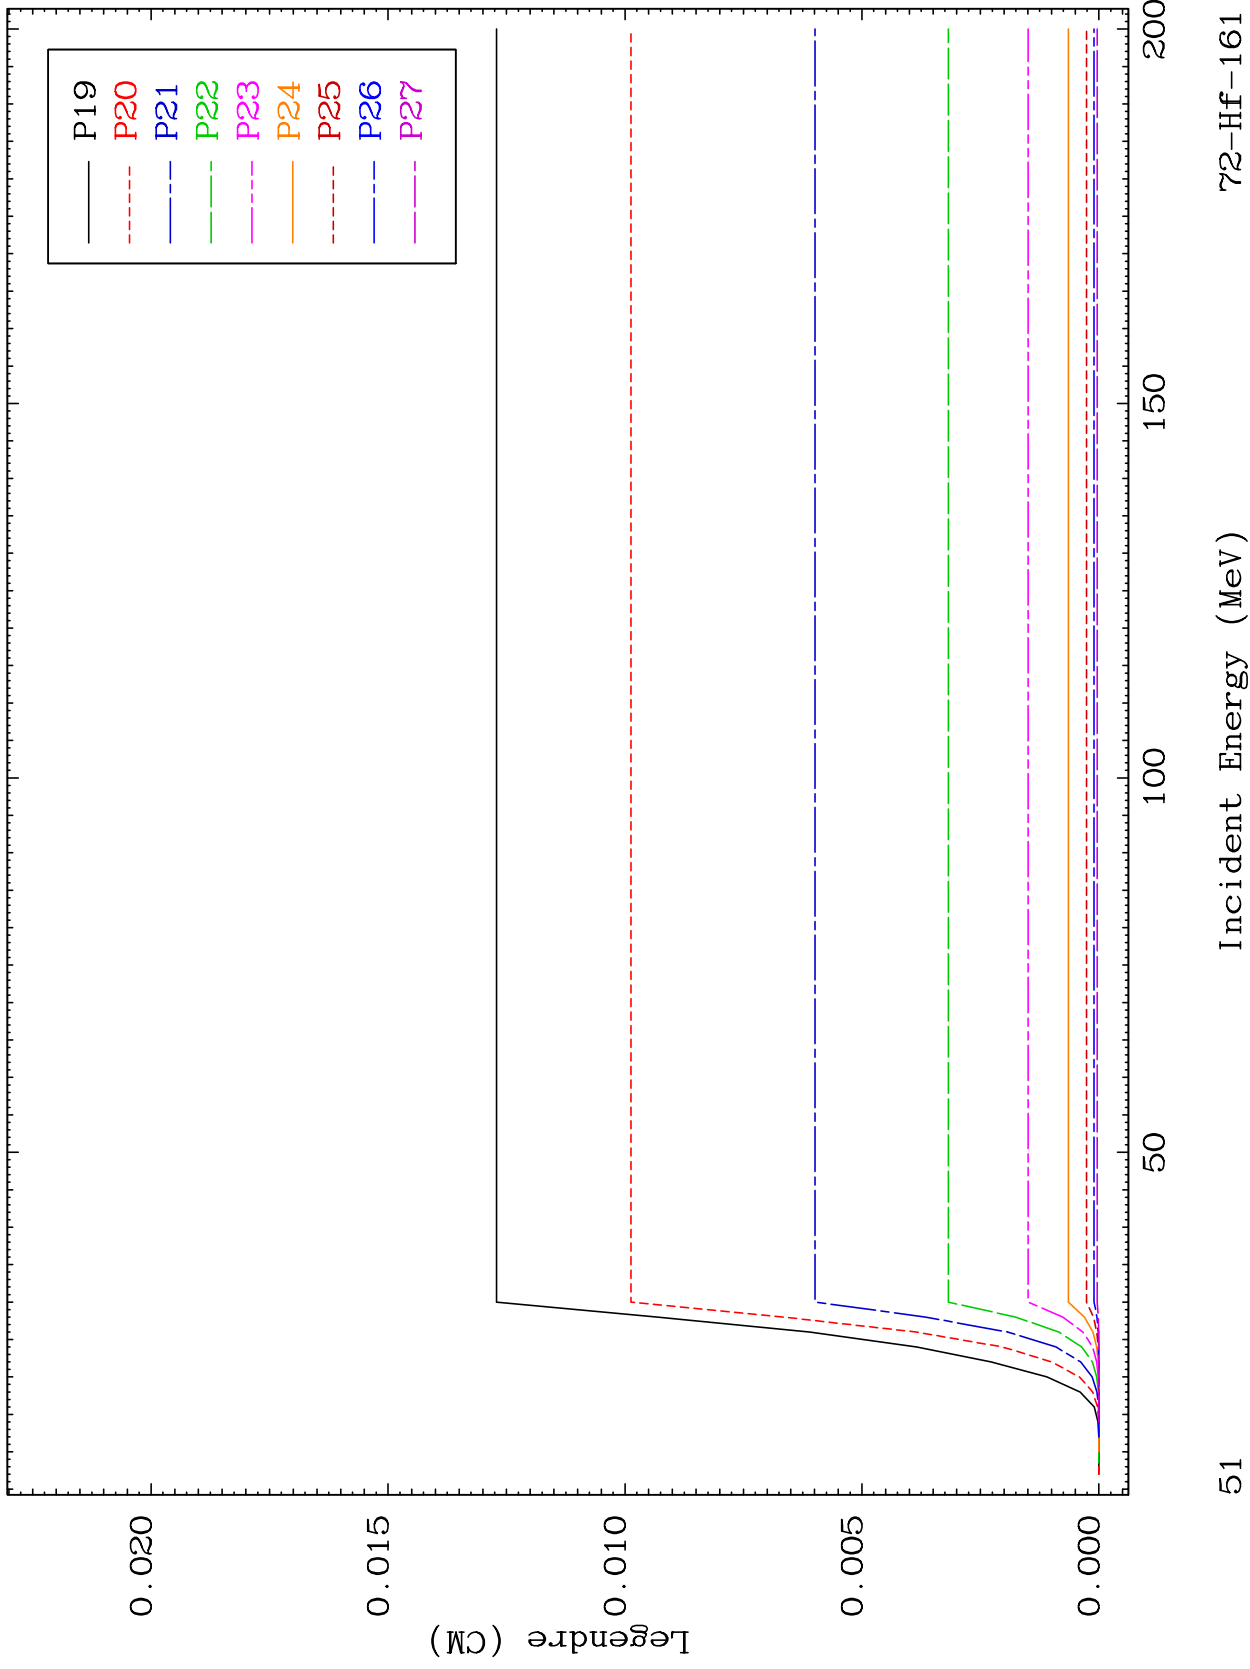 P19
P20
P21
P22
P23
P24
P25
P26
P27
0.020
0.015
0.010
0.005
0.000
Legendre (CM)
50
100
150
200
Incident Energy (MeV)
51
72-Hf-161